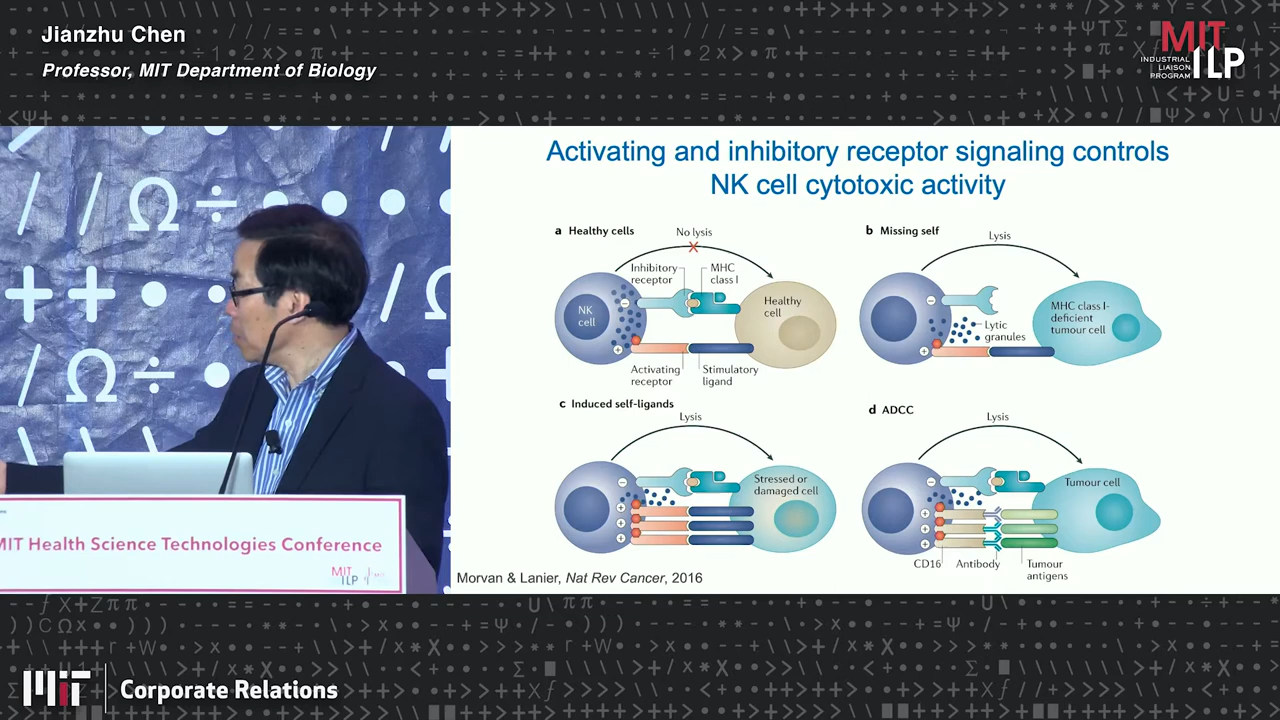 Jianzhu Chen
Professor, MIT Department of Biology
MIT
INDUSTRIAL
LIAISON
PROGRAM
ILP
Activating and inhibitory receptor signaling controls
NK cell cytotoxic activity
a Healthy cells
No lysis
Inhibitory
receptor
MHC
class I
NK
cell
Healthy
cell
Activating
receptor
Stimulatory
ligand
b Missing self
Lysis
MHC class I-
deficient
tumour cell
Lytic
granules
c Induced self-ligands
Lysis
Stressed or
damaged cell
d ADCC
Lysis
Tumour cell
CD16
Antibody
Tumour
antigens
Morvan & Lanier, Nat Rev Cancer, 2016
MIT Health Science Technologies Conference
MIT
ILP
MIT
Corporate Relations